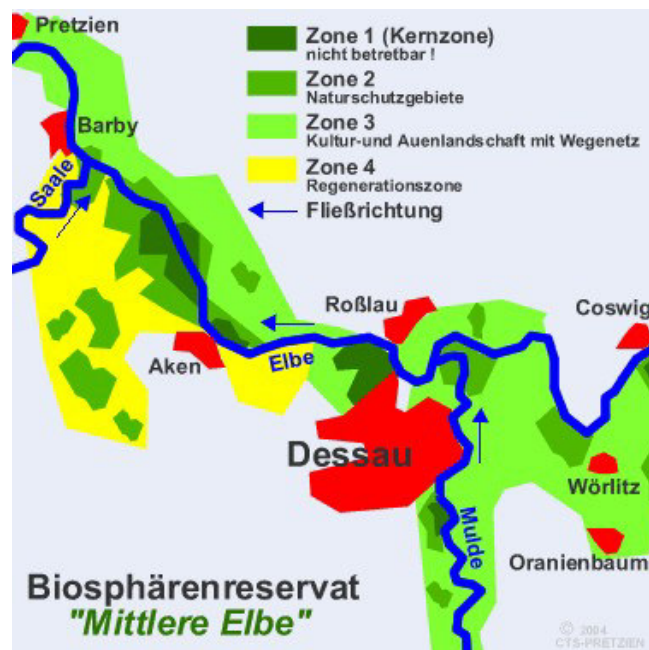 Pretzien
Zone 1 (Kernzone)
nicht betretbar !
Zone 2
Naturschutzgebiete
Barby
Zone 3
Kultur-und Auenlandschaft mit Wegenetz
Zone 4
Regenerationszone
Saale
Fließrichtung
Roßlau
Coswig
Aken
Elbe
Dessau
Wörlitz
Mulde
Oranienbaum
Biosphärenreservat
"Mittlere Elbe"
© 2004
CTS-PRETZIEN